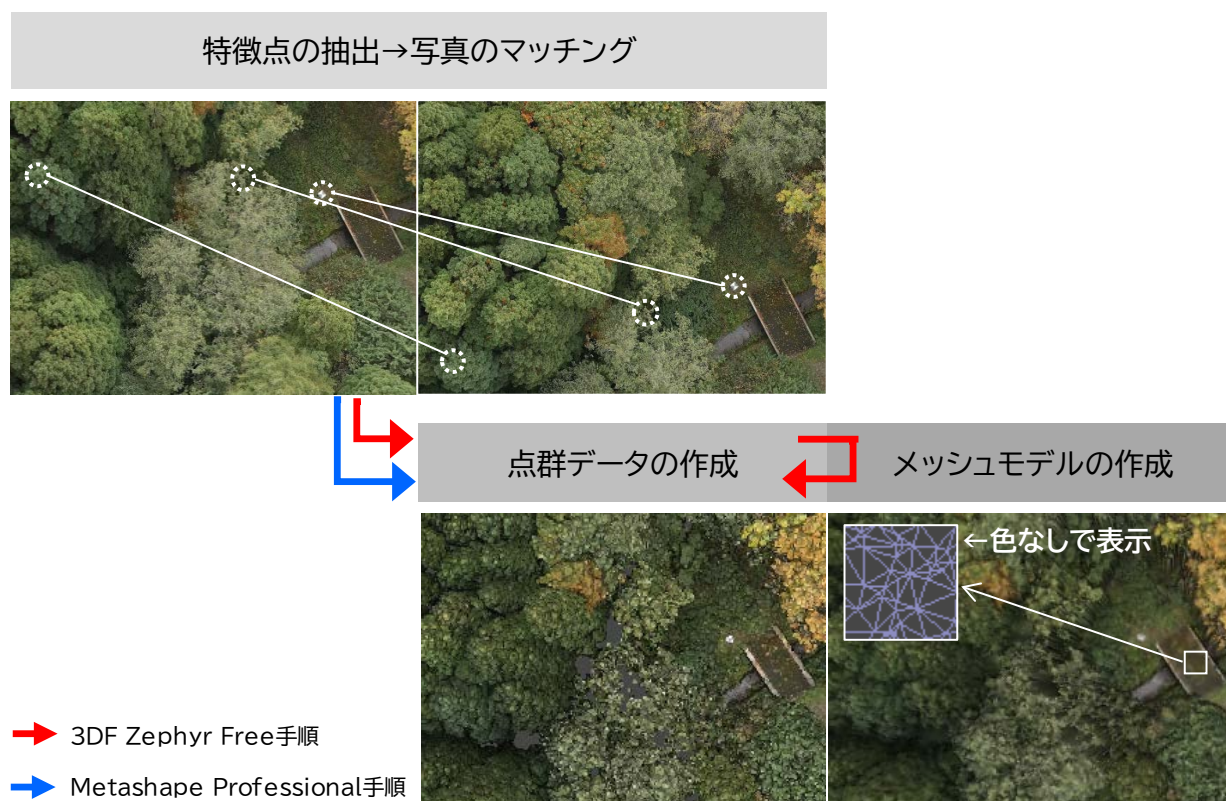 特徴点の抽出→写真のマッチング
点群データの作成
メッシュモデルの作成
←色なしで表示
3DF Zephyr Free手順
Metashape Professional手順